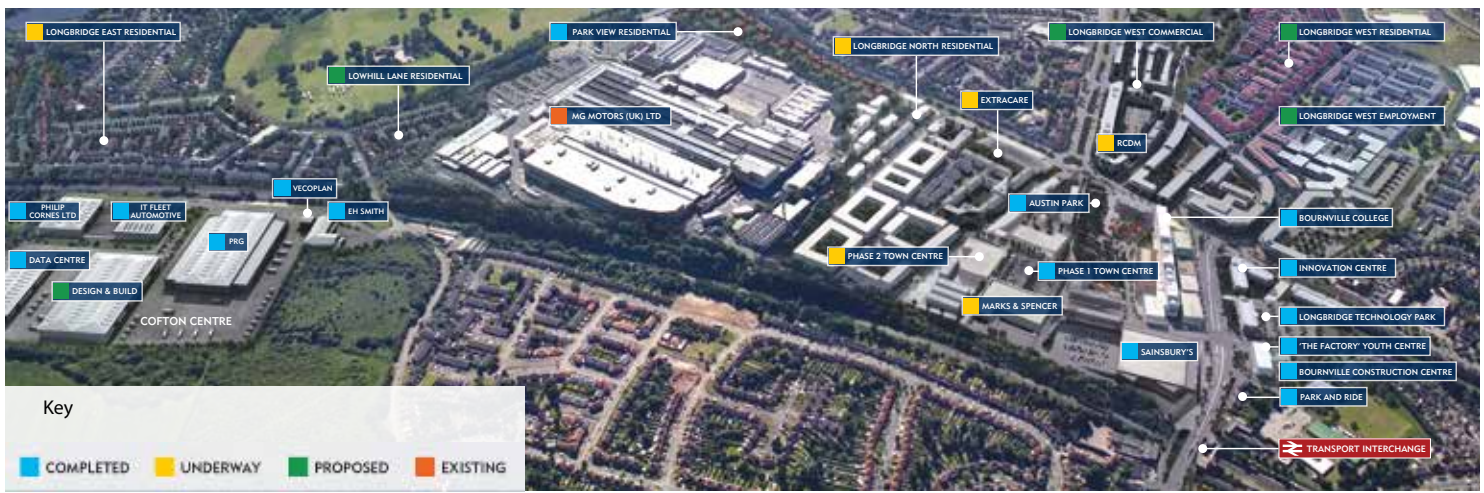 LONGBRIDGE EAST RESIDENTIAL
PARK VIEW RESIDENTIAL
LONGBRIDGE WEST COMMERCIAL
LONGBRIDGE WEST RESIDENTIAL
LONGBRIDGE NORTH RESIDENTIAL
LOWHILL LANE RESIDENTIAL
EXTRACARE
MG MOTORS (UK) LTD
LONGBRIDGE WEST EMPLOYMENT
RCDM
VECOPLAN
PHILIP
CORNES LTD
IT FLEET
AUTOMOTIVE
EH SMITH
AUSTIN PARK
BOURNVILLE COLLEGE
PRG
DATA CENTRE
PHASE 2 TOWN CENTRE
PHASE 1 TOWN CENTRE
INNOVATION CENTRE
DESIGN & BUILD
MARKS & SPENCER
COFTON CENTRE
LONGBRIDGE TECHNOLOGY PARK
SAINSBURY'S
'THE FACTORY' YOUTH CENTRE
BOURNVILLE CONSTRUCTION CENTRE
PARK AND RIDE
TRANSPORT INTERCHANGE
Key
COMPLETED
UNDERWAY
PROPOSED
EXISTING